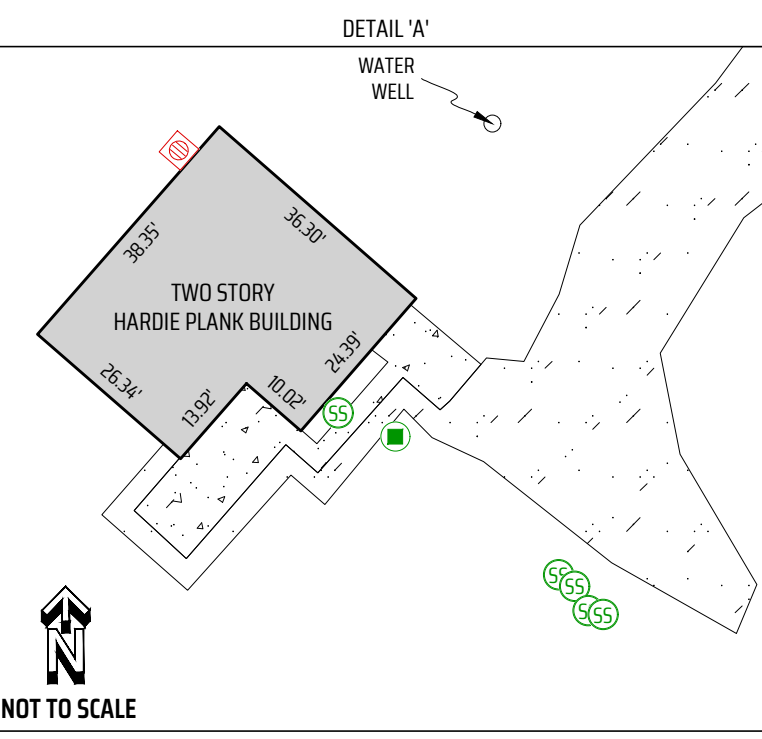 DETAIL 'A'
WATER
WELL
36.30'
38.35'
TWO STORY
HARDIE PLANK BUILDING
24.39'
26.34'
10.02'
13.92'
SS
SS
SS
SS
SS
N
NOT TO SCALE